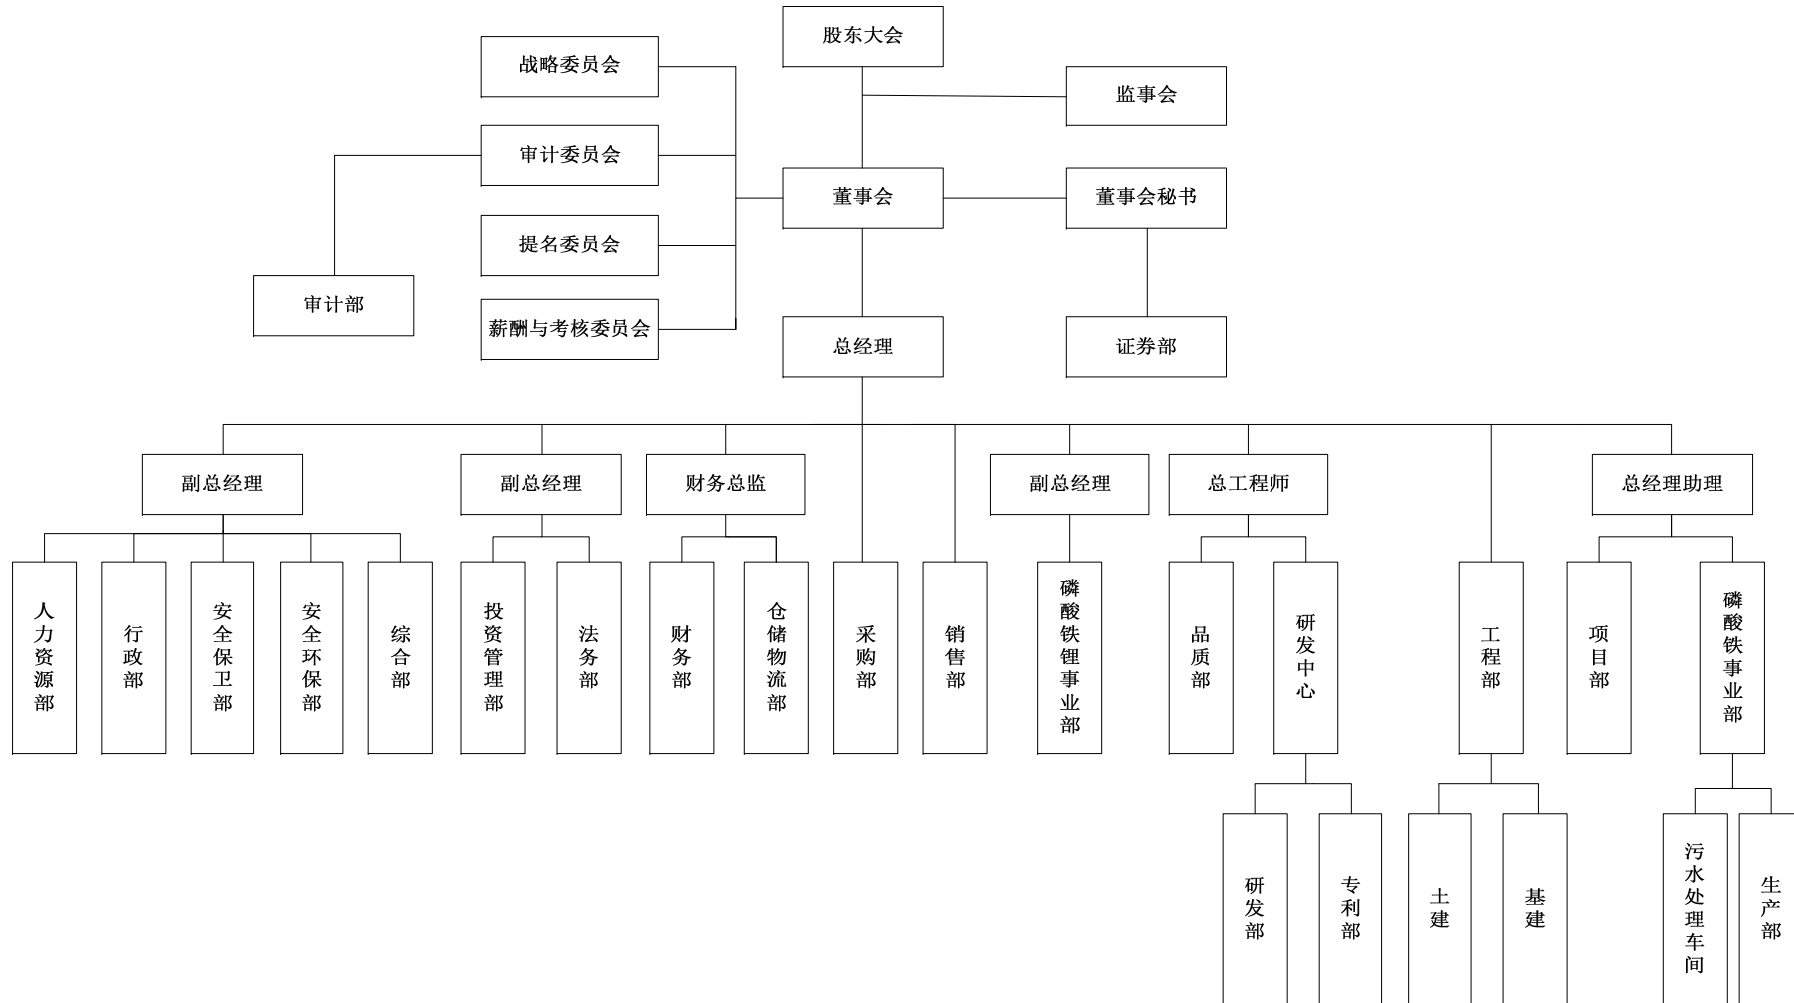 股东大会
战略委员会
监事会
审计委员会
董事会
董事会秘书
提名委员会
审计部
薪酬与考核委员会
总经理
证券部
副总经理
副总经理
财务总监
副总经理
总工程师
总经理助理
人力资源部
行政部
安全保卫部
安全环保部
综合部
投资管理部
法务部
财务部
仓储物流部
采购部
销售部
磷酸铁锂事业部
品质部
研发中心
工程部
项目部
磷酸铁事业部
研发部
专利部
土建
基建
污水处理车间
生产部